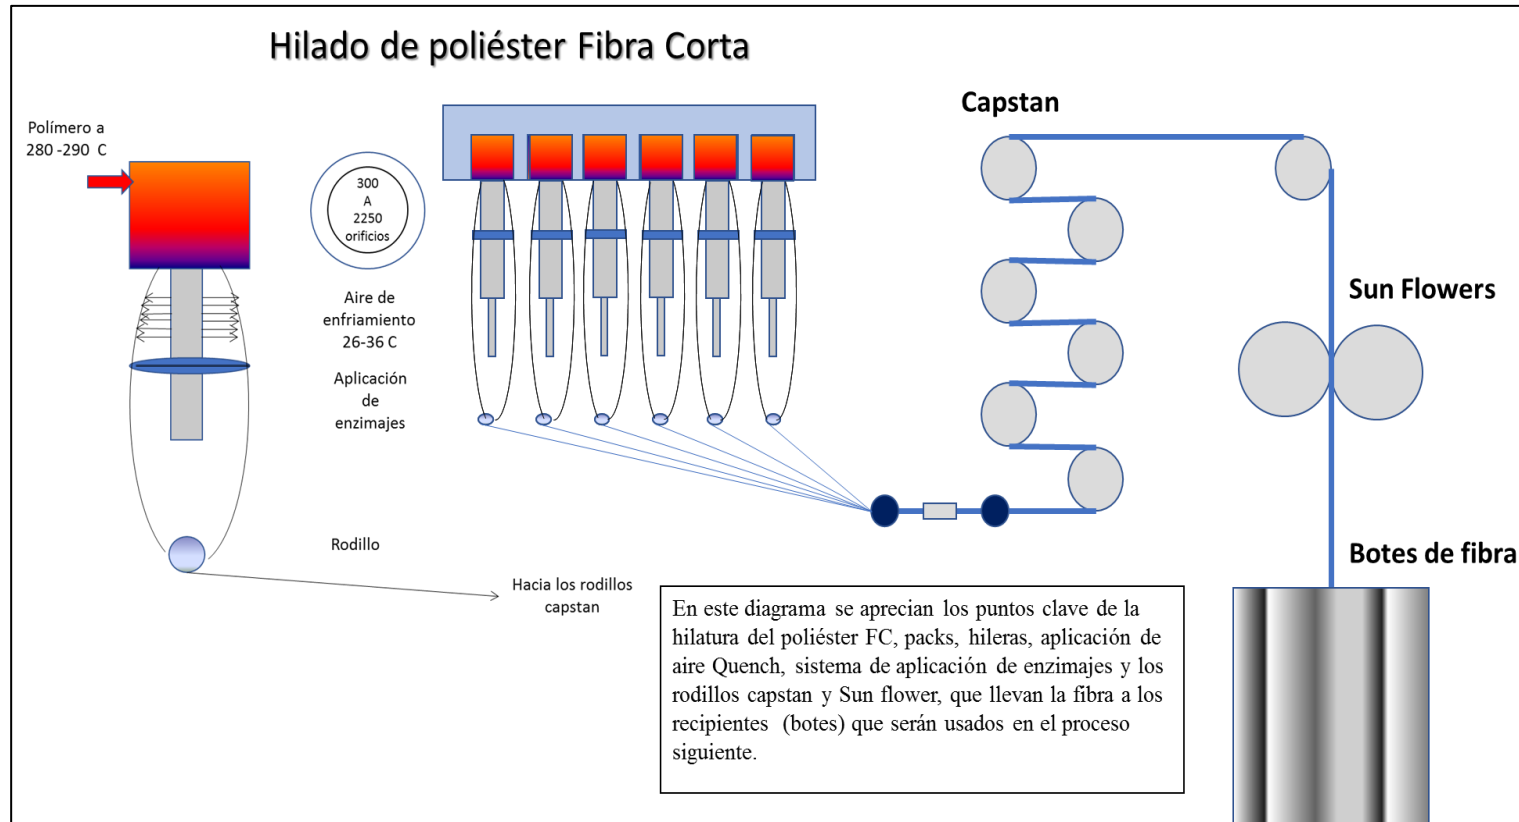 Hilado de poliéster Fibra Corta
Polímero a
280 -290 C
300
A
2250
orificios
Aire de
enfriamiento
26-36 C
Aplicación
de
enzimajes
Rodillo
Hacia los rodillos
capstan
Capstan
Sun Flowers
Botes de fibra
En este diagrama se aprecian los puntos clave de la
hilatura del poliéster FC, packs, hileras, aplicación de
aire Quench, sistema de aplicación de enzimajes y los
rodillos capstan y Sun flower, que llevan la fibra a los
recipientes (botes) que serán usados en el proceso
siguiente.